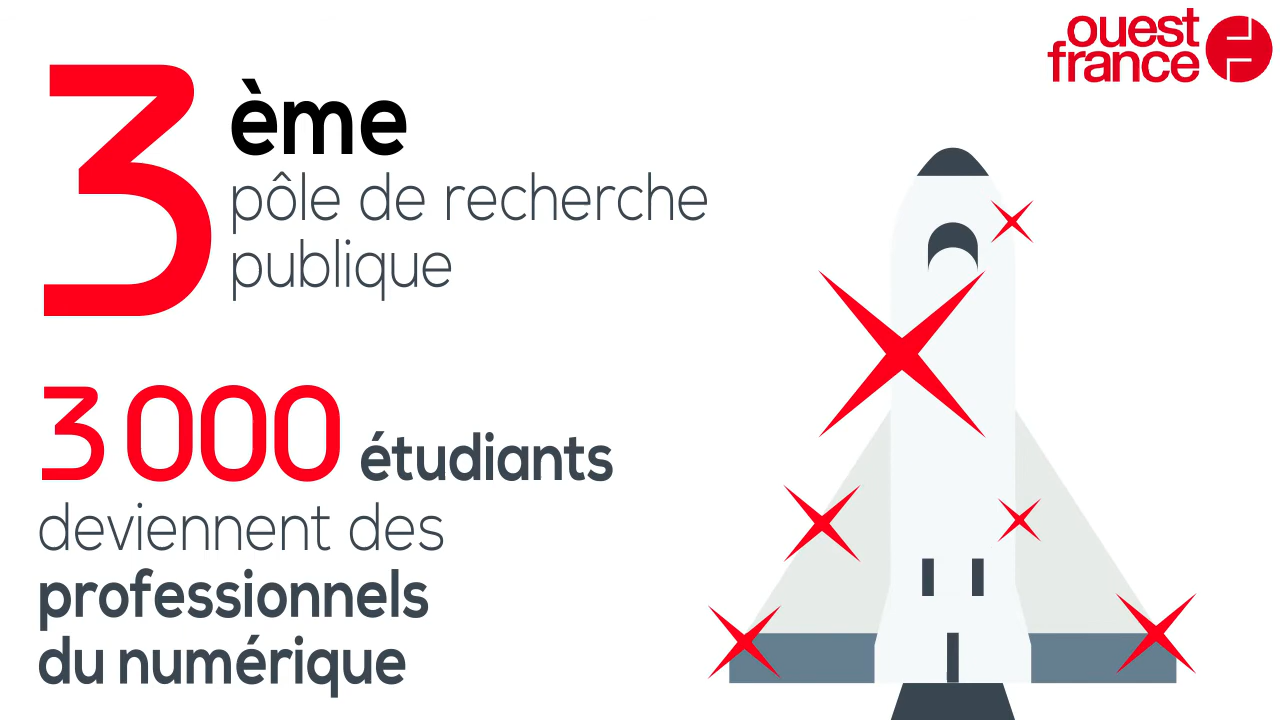 ouest
france
3 ème
pôle de recherche
publique
3 000 étudiants
deviennent des
professionnels
du numérique